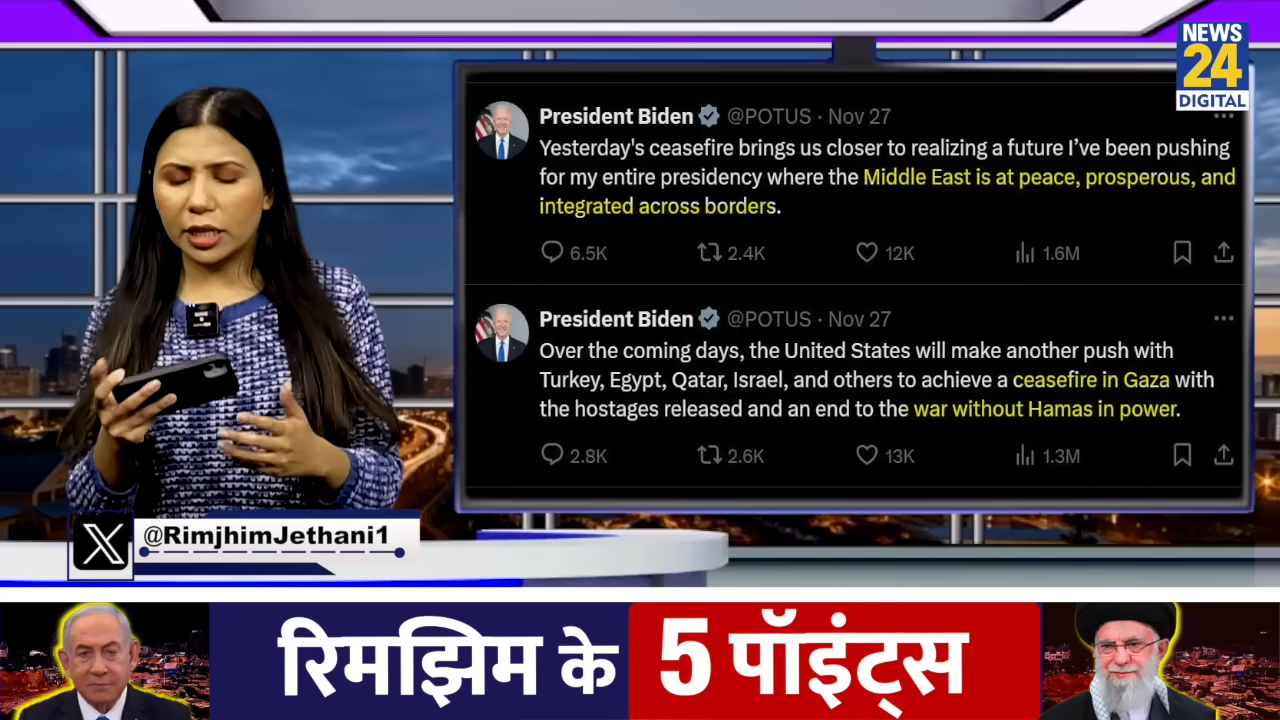 NEWS
24
DIGITAL
President Biden @POTUS · Nov 27
Yesterday's ceasefire brings us closer to realizing a future I’ve been pushing
for my entire presidency where the Middle East is at peace, prosperous, and
integrated across borders.
6.5K 2.4K 12K 1.6M
President Biden @POTUS · Nov 27
Over the coming days, the United States will make another push with
Turkey, Egypt, Qatar, Israel, and others to achieve a ceasefire in Gaza with
the hostages released and an end to the war without Hamas in power.
2.8K 2.6K 13K 1.3M
@RimjhimJethani1
रिमझिम के 5 पॉइंट्स